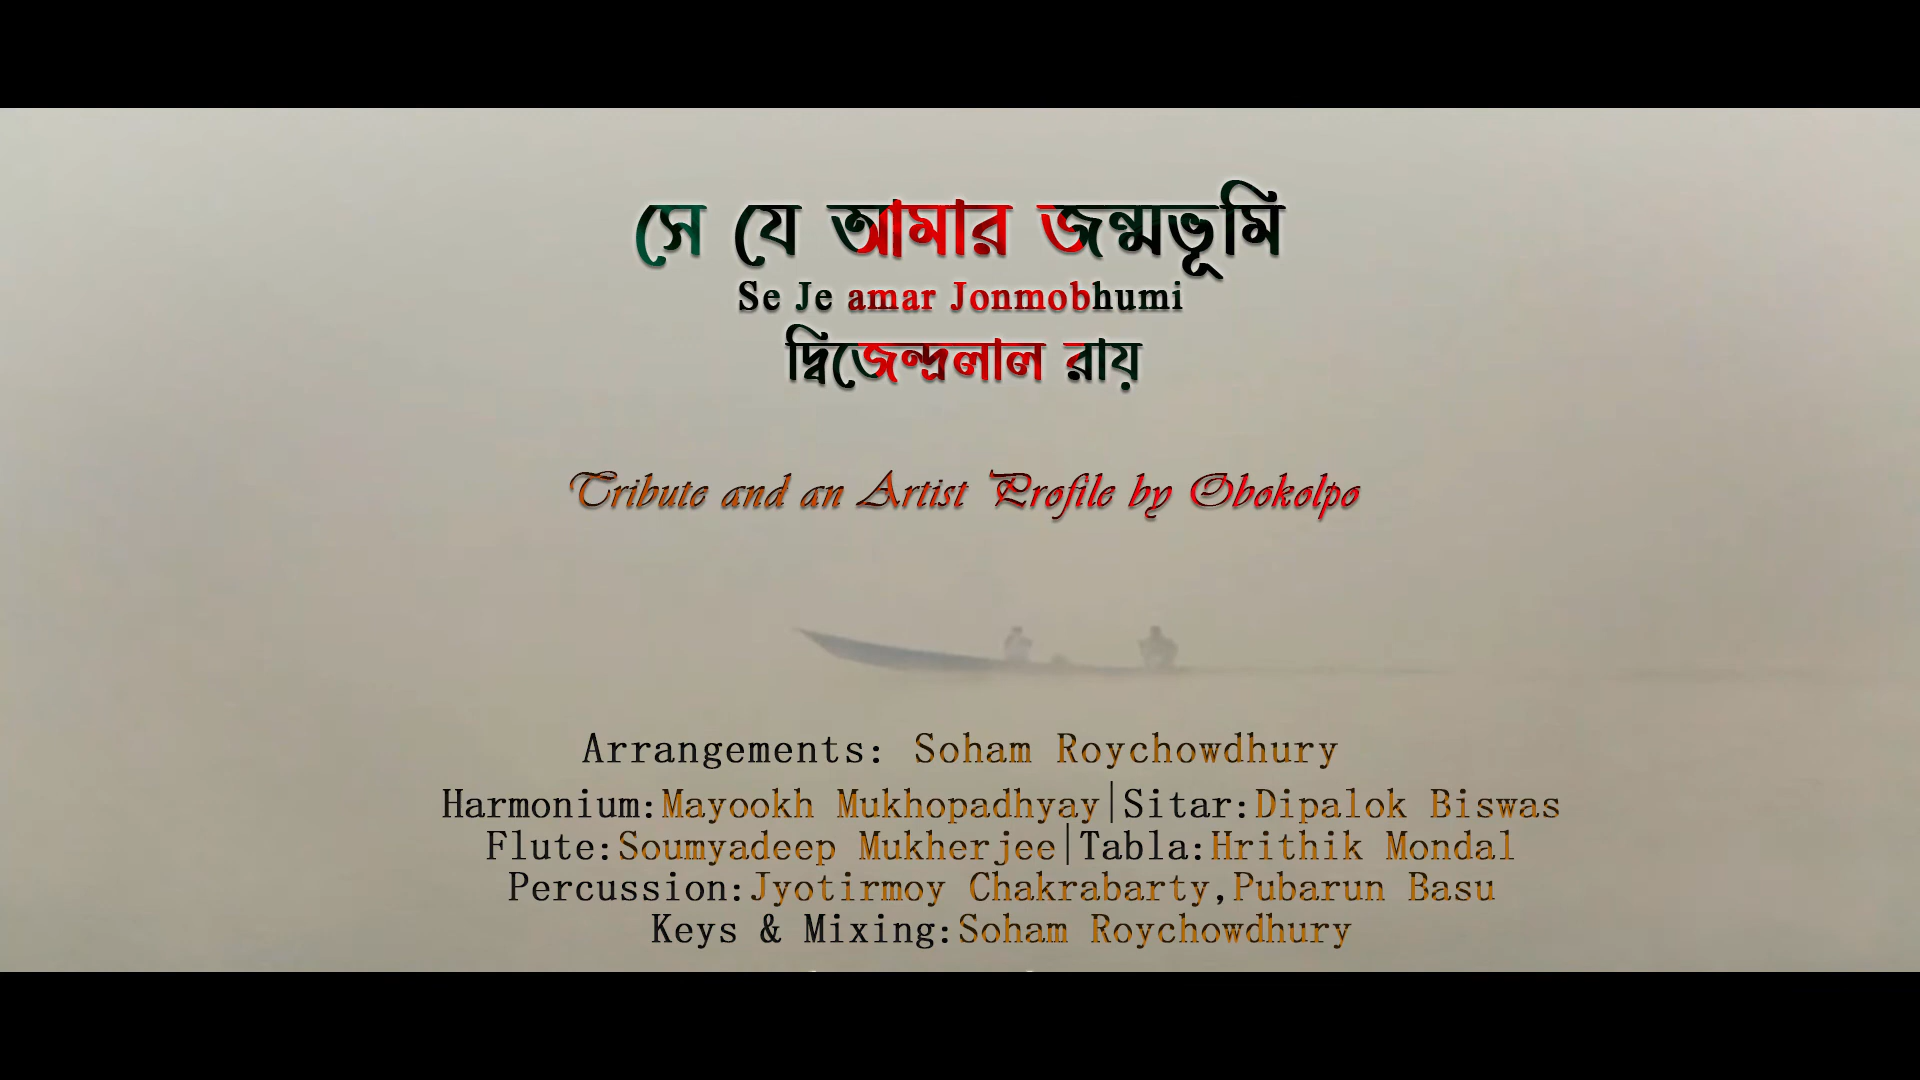 সে যে আমার জন্মভূমি
Se Je amar Jonmobhumi
দ্বিজেন্দ্রলাল রায়
Tribute and an Artist Profile by Obokolpo
Arrangements: Soham Roychowdhury
Harmonium:Mayookh Mukhopadhyay|Sitar:Dipalok Biswas
Flute:Soumyadeep Mukherjee|Tabla:Hrithik Mondal
Percussion:Jyotirmoy Chakrabarty,Pubarun Basu
Keys & Mixing:Soham Roychowdhury